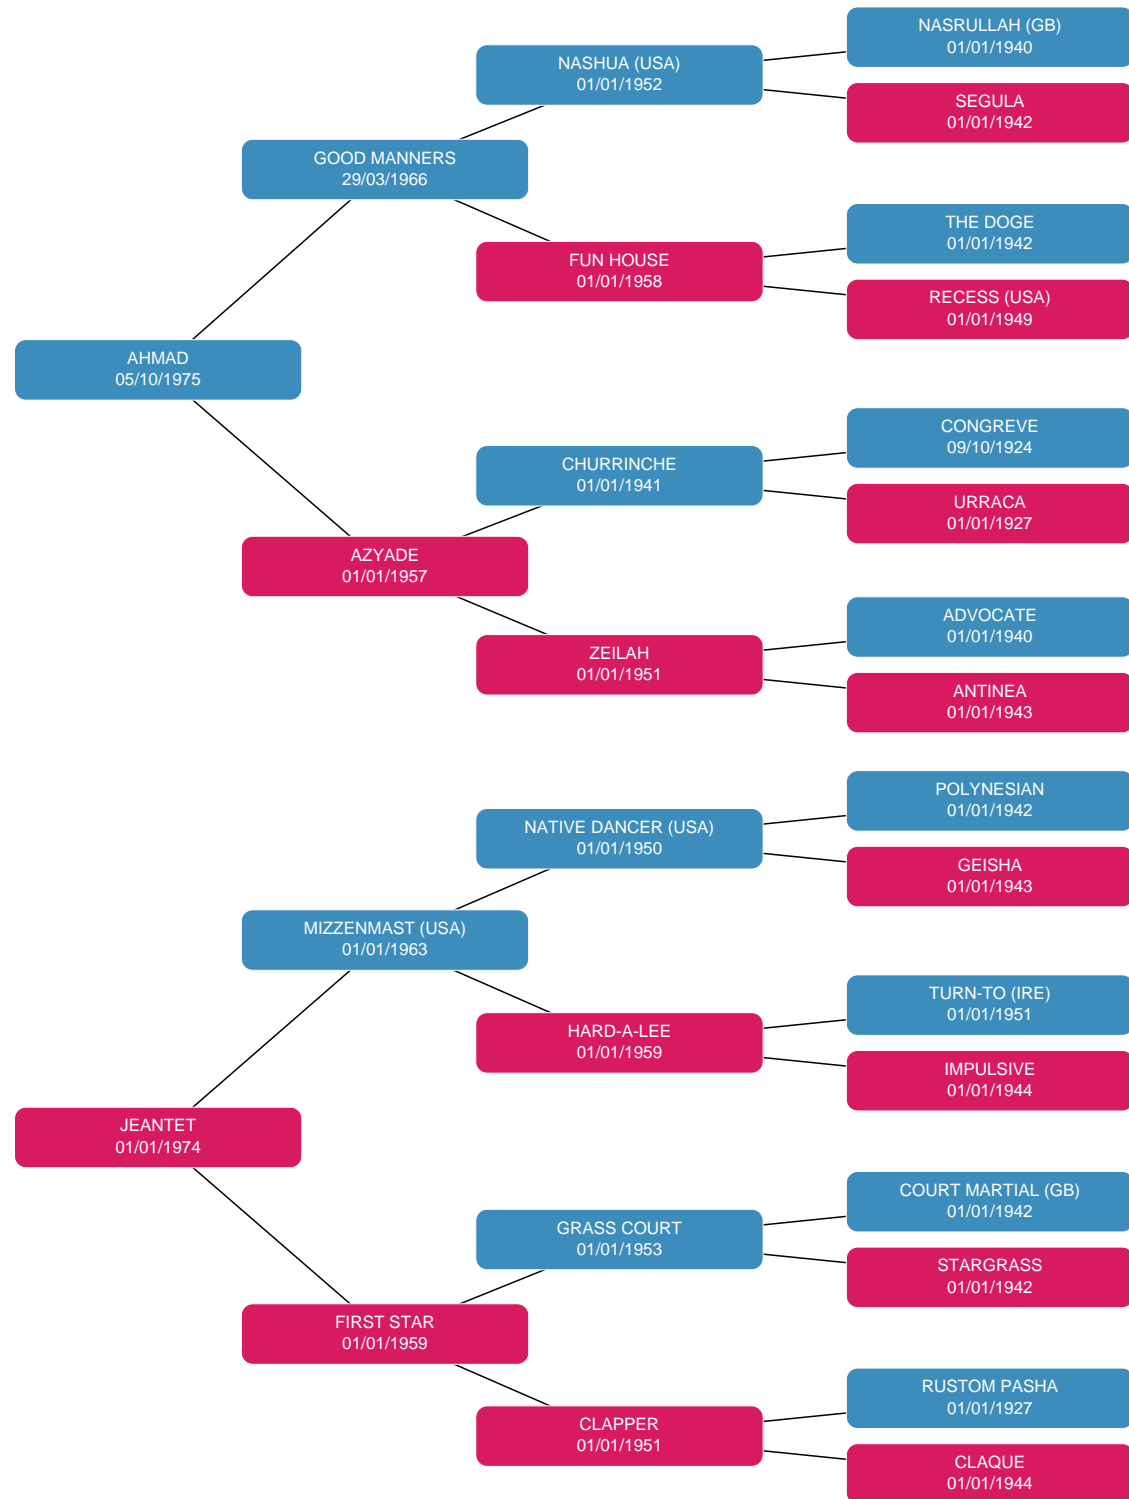 NASRULLAH (GB)
01/01/1940
NASHUA (USA)
01/01/1952
SEGULA
01/01/1942
GOOD MANNERS
29/03/1966
THE DOGE
01/01/1942
FUN HOUSE
01/01/1958
RECESS (USA)
01/01/1949
AHMAD
05/10/1975
CONGREVE
09/10/1924
CHURRINCHE
01/01/1941
URRACA
01/01/1927
AZYADE
01/01/1957
ADVOCATE
01/01/1940
ZEILAH
01/01/1951
ANTINEA
01/01/1943
POLYNESIAN
01/01/1942
NATIVE DANCER (USA)
01/01/1950
GEISHA
01/01/1943
MIZZENMAST (USA)
01/01/1963
TURN-TO (IRE)
01/01/1951
HARD-A-LEE
01/01/1959
IMPULSIVE
01/01/1944
JEANTET
01/01/1974
COURT MARTIAL (GB)
01/01/1942
GRASS COURT
01/01/1953
STARGRASS
01/01/1942
FIRST STAR
01/01/1959
RUSTOM PASHA
01/01/1927
CLAPPER
01/01/1951
CLAQUE
01/01/1944